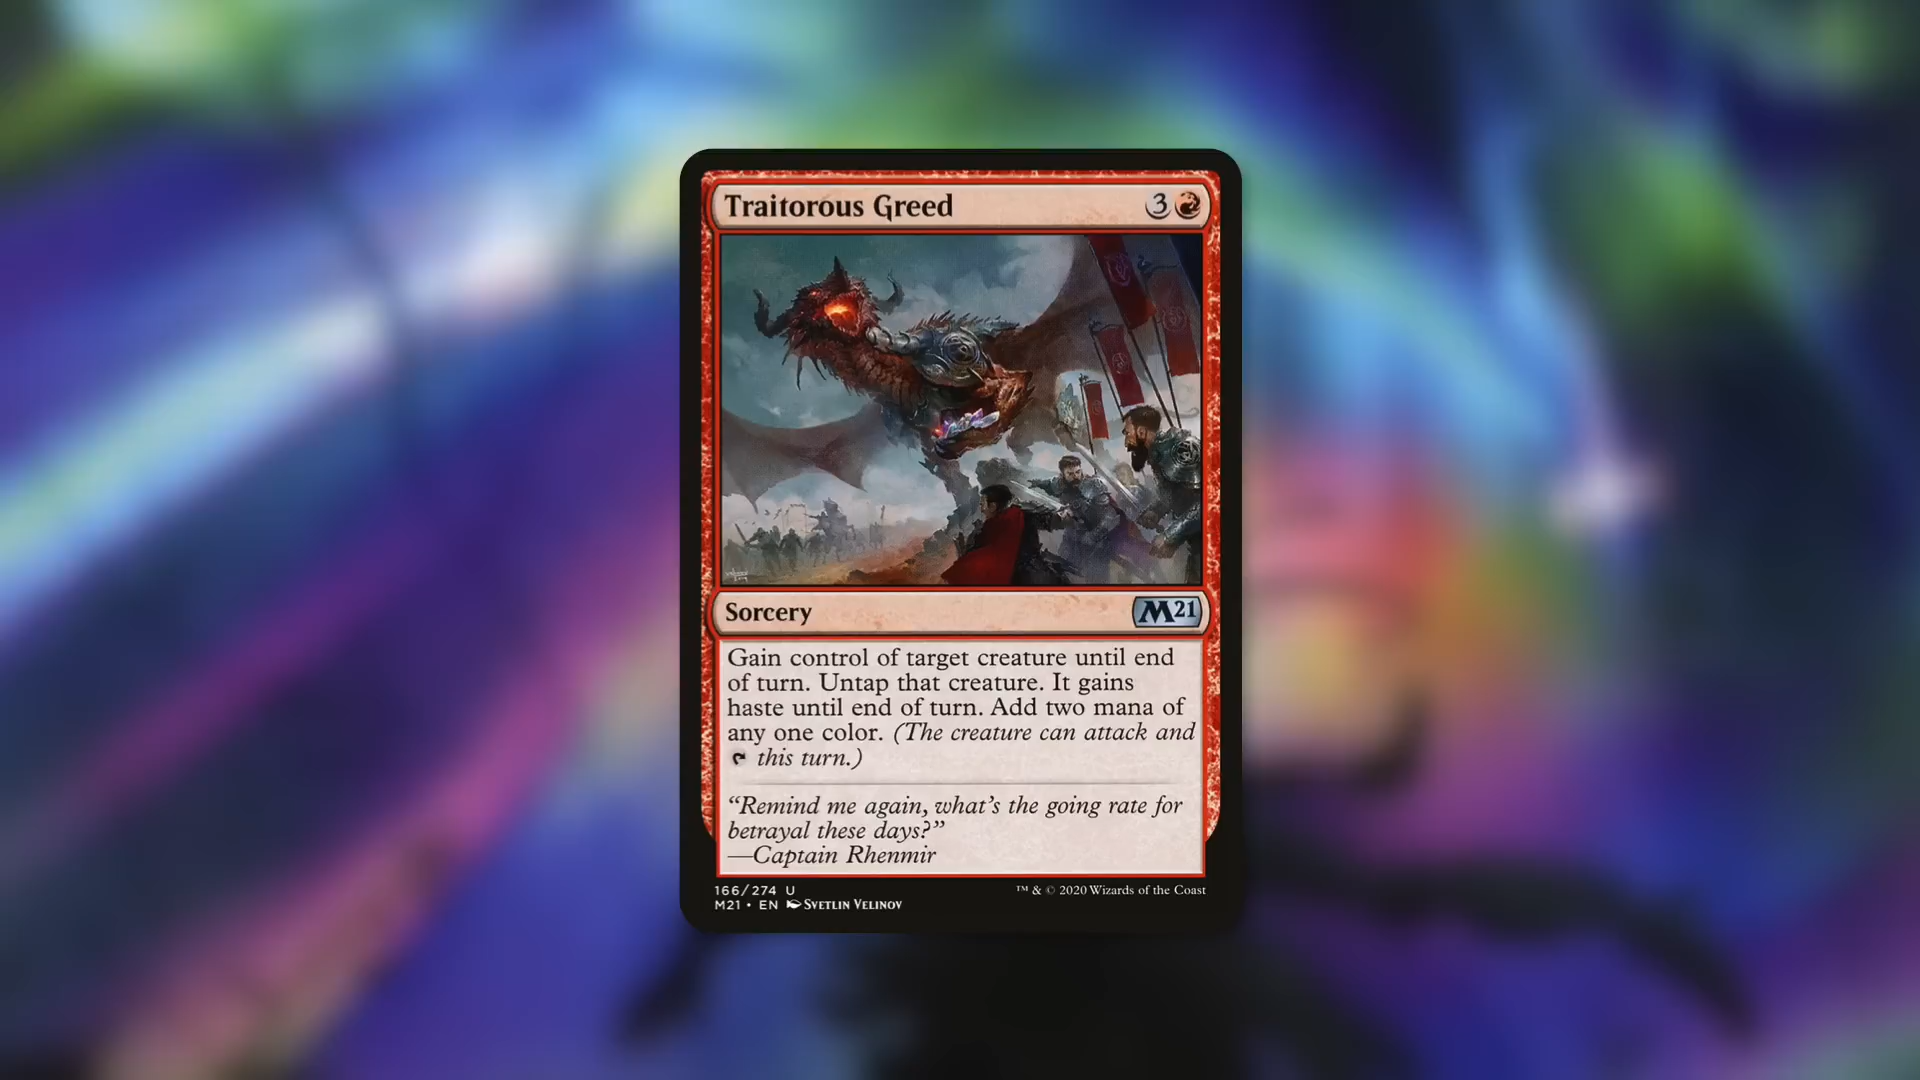 Traitorous Greed 3
Sorcery M21
Gain control of target creature until end
of turn. Untap that creature. It gains
haste until end of turn. Add two mana of
any one color. (The creature can attack and
this turn.)
“Remind me again, what’s the going rate for
betrayal these days?”
—Captain Rhenmir
166/274 U
™ & © 2020 Wizards of the Coast
M21 • EN Svetlin Velinov